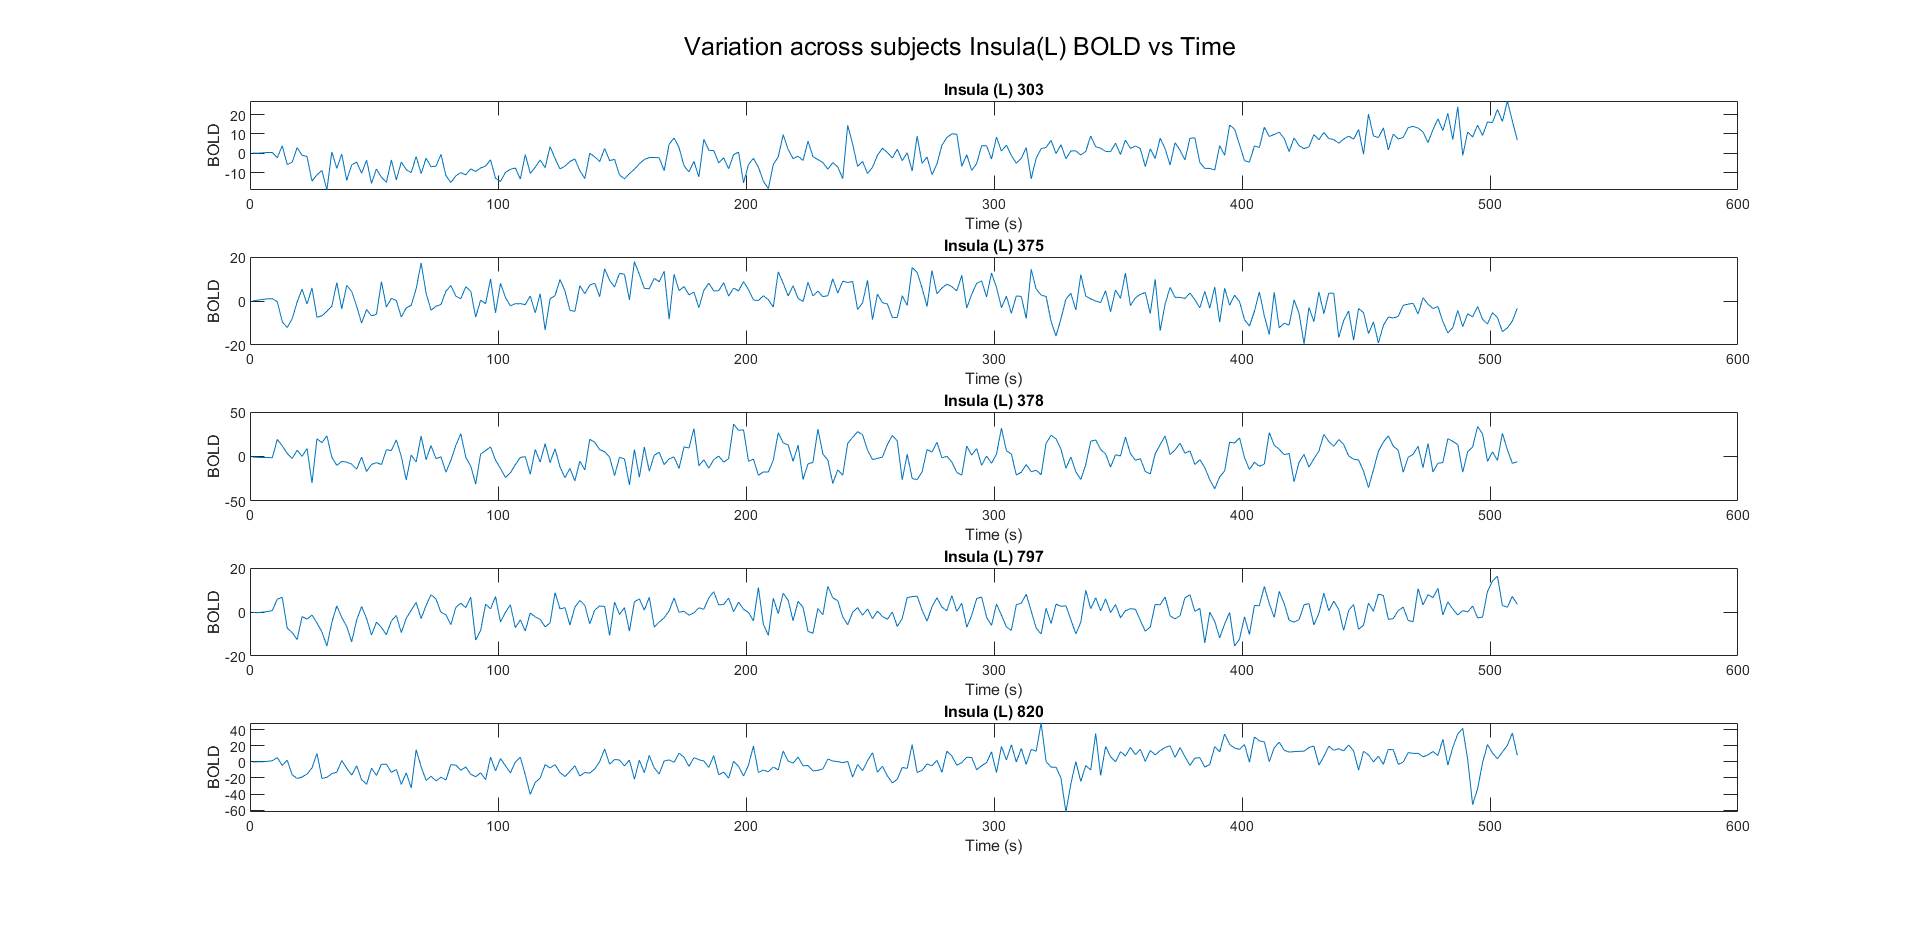 Variation across subjects Insula(L) BOLD vs Time
Insula (L) 303
BOLD
20
10
0
-10
0 100 200 300 400 500 600
Time (s)
Insula (L) 375
BOLD
20
0
-20
0 100 200 300 400 500 600
Time (s)
Insula (L) 378
BOLD
50
0
-50
0 100 200 300 400 500 600
Time (s)
Insula (L) 797
BOLD
20
0
-20
0 100 200 300 400 500 600
Time (s)
Insula (L) 820
BOLD
40
20
0
-20
-40
-60
0 100 200 300 400 500 600
Time (s)